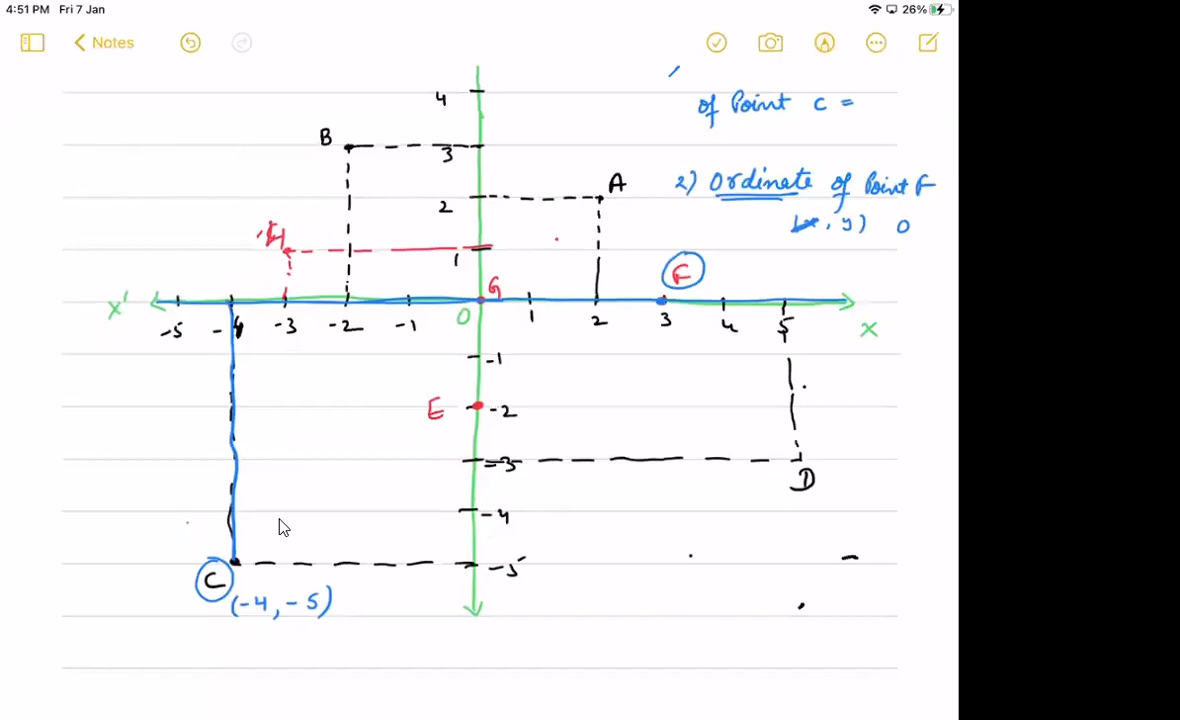 4:51 PM Fri 7 Jan
26%
Notes
of Point C =
2) Ordinate of Point F
(x, y) 0
4
B
3
A
2
H
1
F
G
X'
-5 -4 -3 -2 -1 0 1 2 3 4 5
X
-1
E
-2
-3
D
-4
-5
C
(-4, -5)